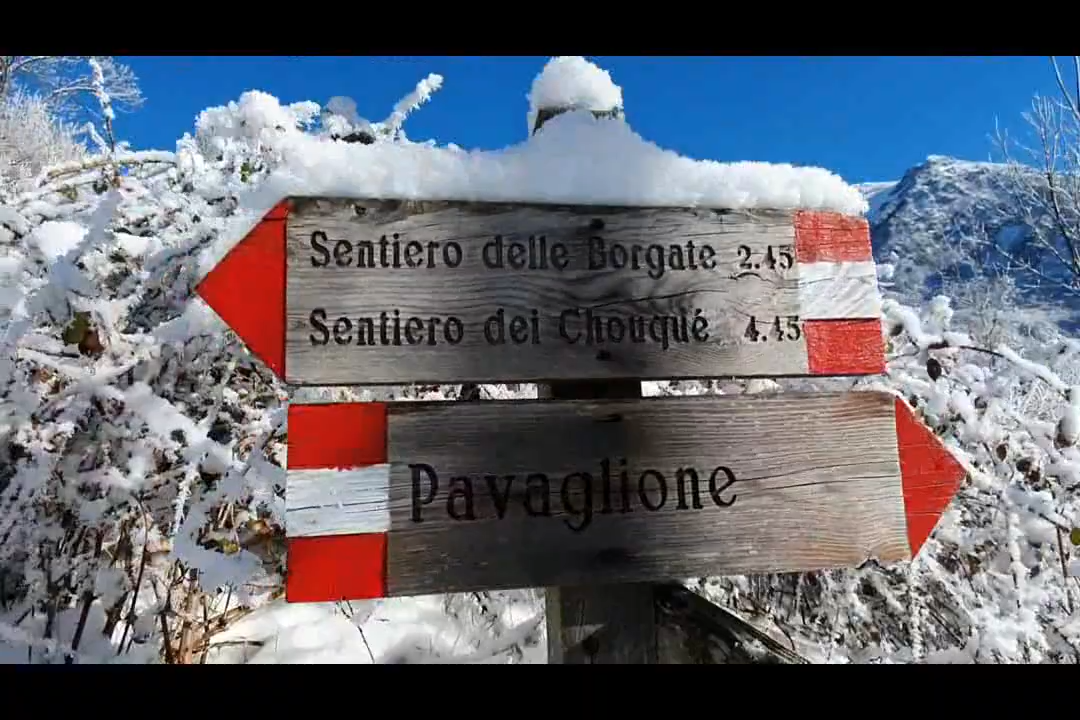 Sentiero delle Borgate 2.45
Sentiero dei Chouqué 4.45
Pavaglione